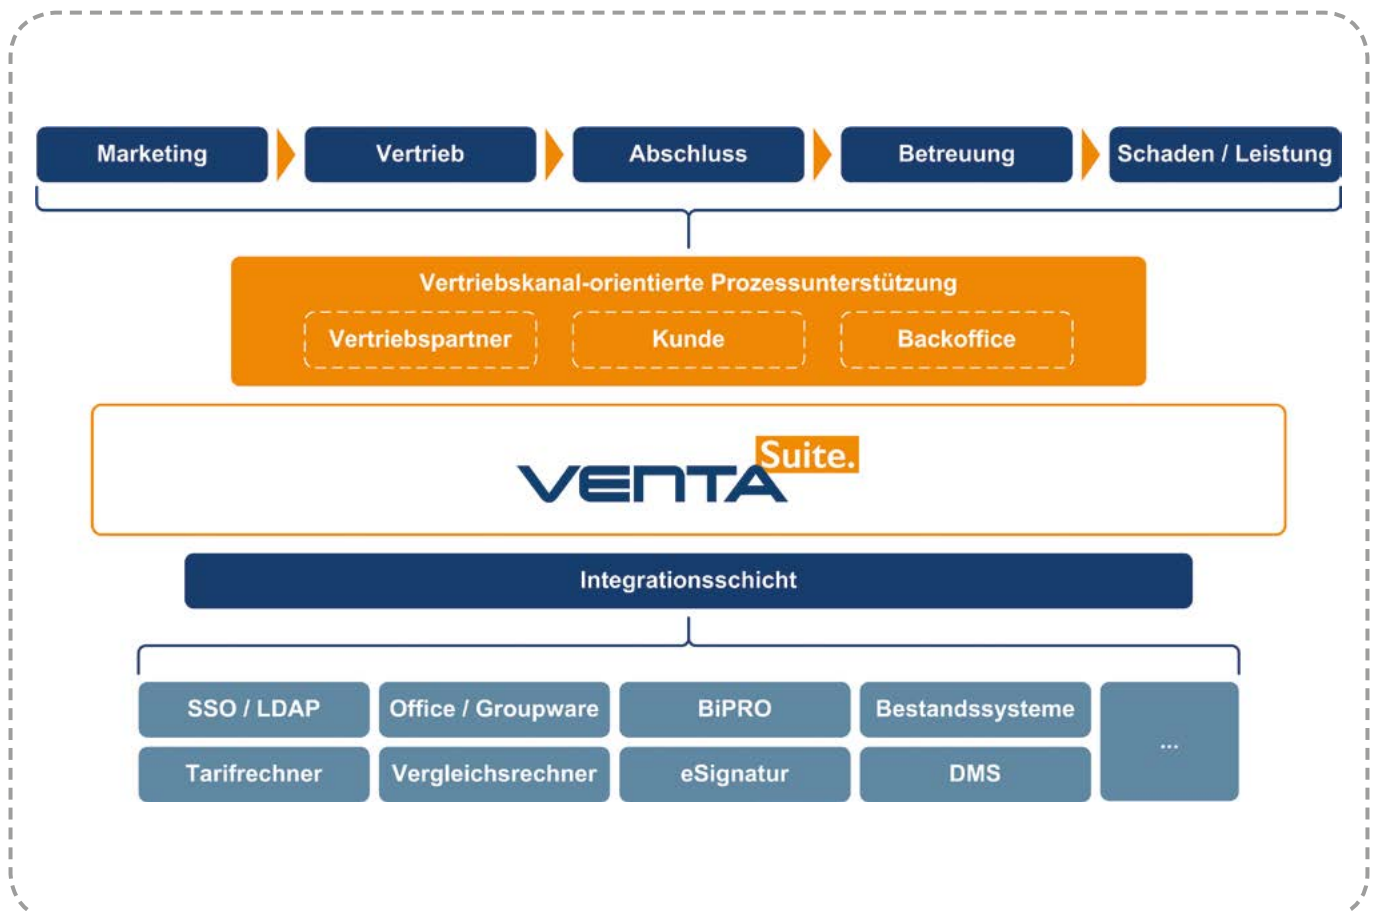 Marketing
Vertrieb
Abschluss
Betreuung
Schaden / Leistung
Vertriebskanal-orientierte Prozessunterstützung
Vertriebspartner
Kunde
Backoffice
VENTA Suite.
Integrationsschicht
SSO / LDAP
Office / Groupware
BiPRO
Bestandssysteme
...
Tarifrechner
Vergleichsrechner
eSignatur
DMS